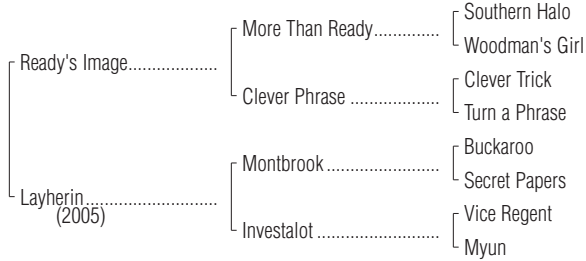 Southern Halo
More Than Ready..............
Woodman's Girl
Ready's Image...................
Clever Trick
Clever Phrase ...................
Turn a Phrase
Buckaroo
Montbrook ........................
Secret Papers
Layherin............................
(2005)
Vice Regent
Investalot ..........................
Myun